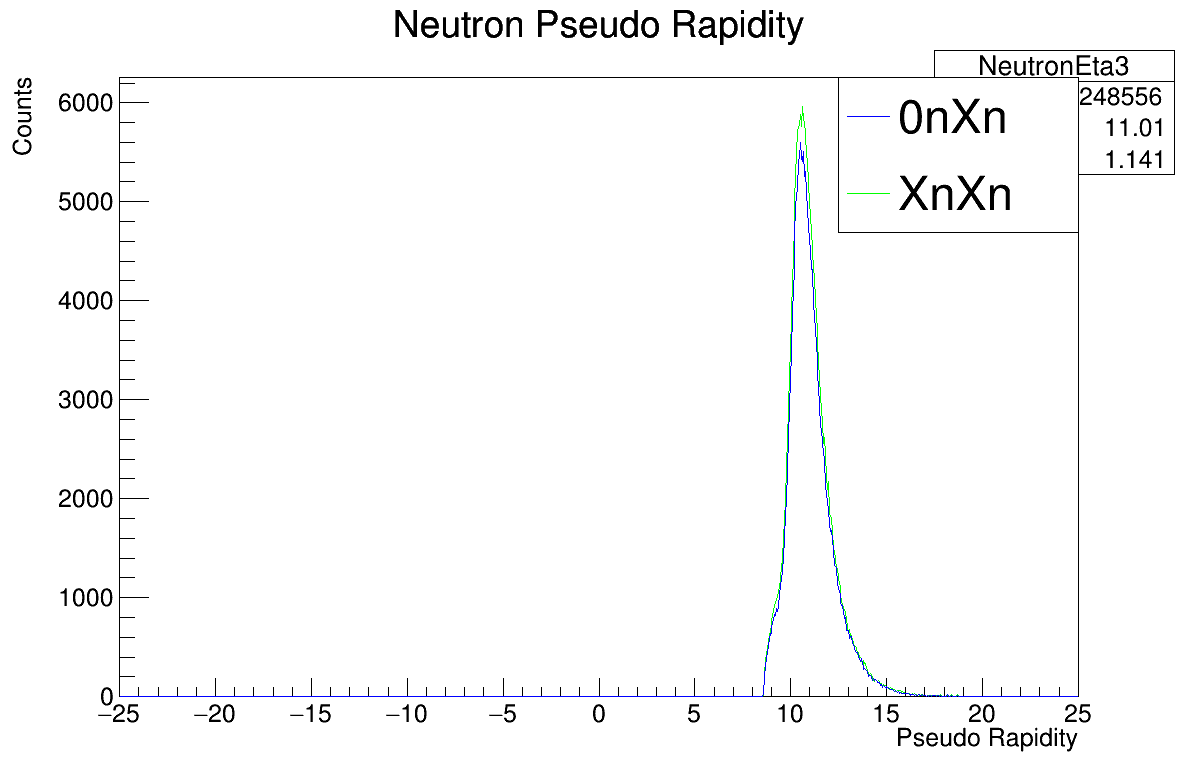 Neutron Pseudo Rapidity
NeutronEta3
248556
11.01
1.141
0nXn
XnXn
Counts
6000
5000
4000
3000
2000
1000
0
−25 −20 −15 −10 −5 0 5 10 15 20 25
Pseudo Rapidity